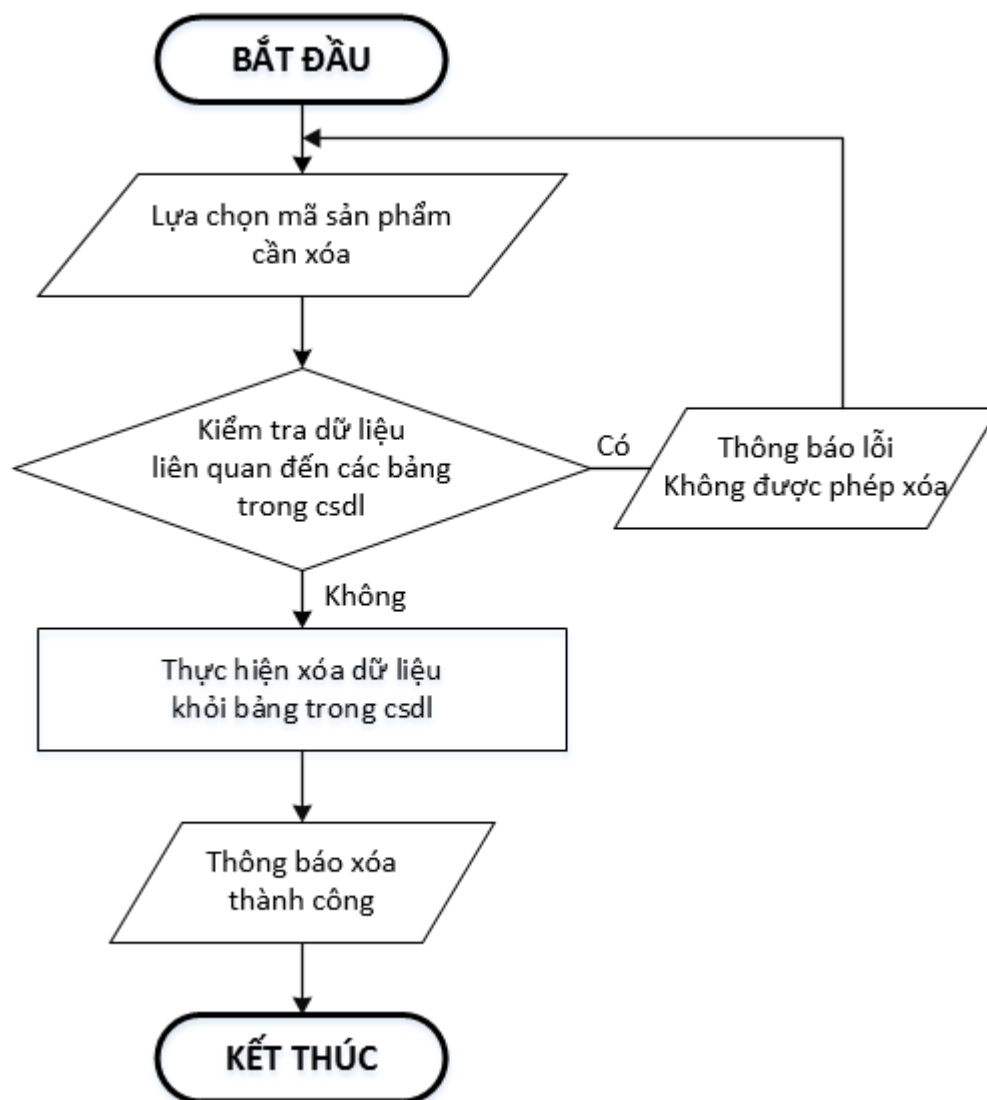 BẮT ĐẦU
Lựa chọn mã sản phẩm
cần xóa
Kiểm tra dữ liệu
liên quan đến các bảng
trong csdl
Có
Thông báo lỗi
Không được phép xóa
Không
Thực hiện xóa dữ liệu
khỏi bảng trong csdl
Thông báo xóa
thành công
KẾT THÚC